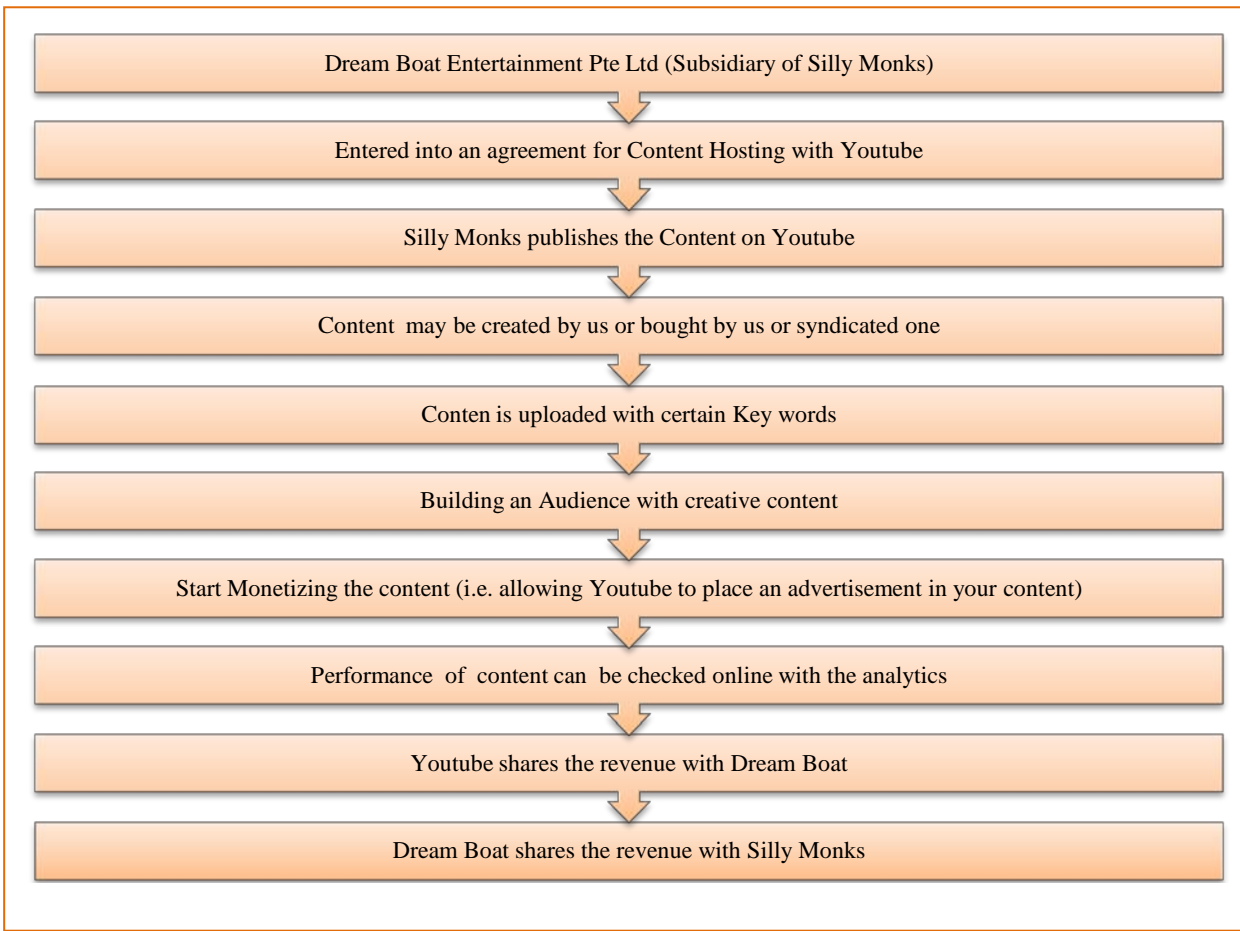 Dream Boat Entertainment Pte Ltd (Subsidiary of Silly Monks)
Entered into an agreement for Content Hosting with Youtube
Silly Monks publishes the Content on Youtube
Content may be created by us or bought by us or syndicated one
Conten is uploaded with certain Key words
Building an Audience with creative content
Start Monetizing the content (i.e. allowing Youtube to place an advertisement in your content)
Performance of content can be checked online with the analytics
Youtube shares the revenue with Dream Boat
Dream Boat shares the revenue with Silly Monks